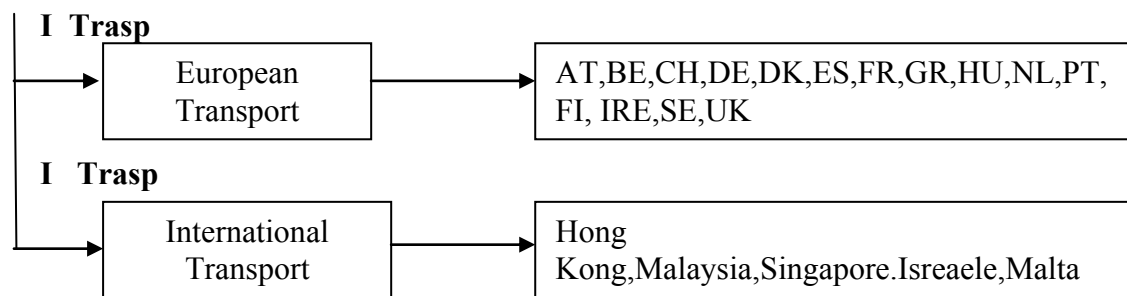 I Trasp
European
Transport
AT,BE,CH,DE,DK,ES,FR,GR,HU,NL,PT,
FI, IRE,SE,UK
I Trasp
International
Transport
Hong
Kong,Malaysia,Singapore.Isreaele,Malta